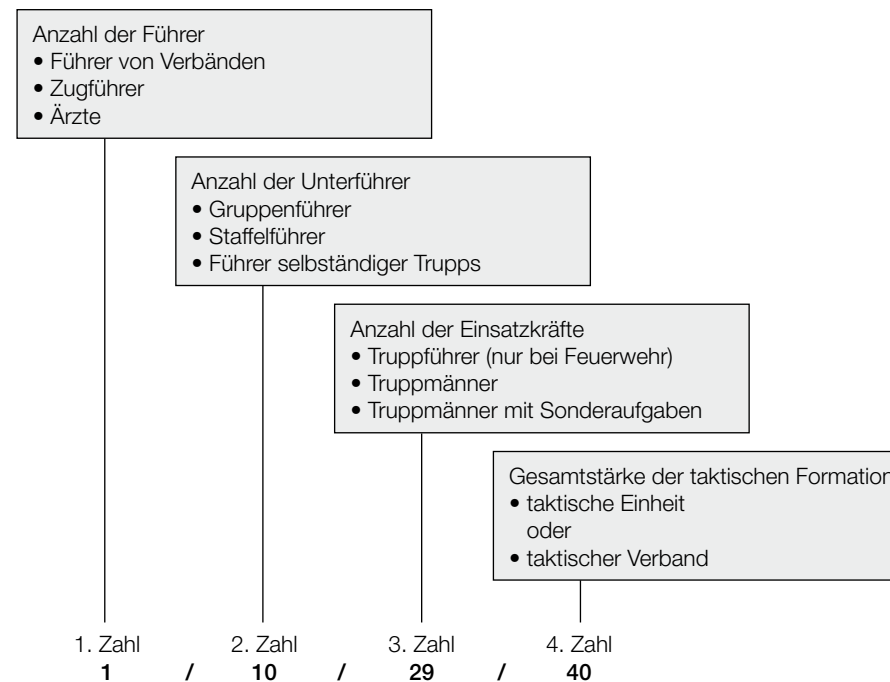 Anzahl der Führer
• Führer von Verbänden
• Zugführer
• Ärzte
Anzahl der Unterführer
• Gruppenführer
• Staffelführer
• Führer selbständiger Trupps
Anzahl der Einsatzkräfte
• Truppführer (nur bei Feuerwehr)
• Truppmänner
• Truppmänner mit Sonderaufgaben
Gesamtstärke der taktischen Formation
• taktische Einheit
oder
• taktischer Verband
1. Zahl 2. Zahl 3. Zahl 4. Zahl
1 / 10 / 29 / 40